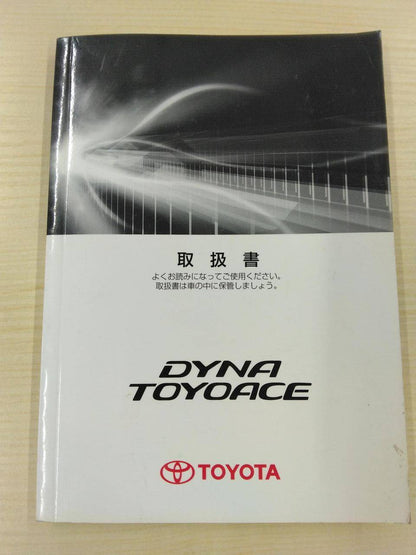 取扱書
よくお読みになってご使用ください。
取扱書は車の中に保管しましょう。
DYNA
TOYOACE
TOYOTA